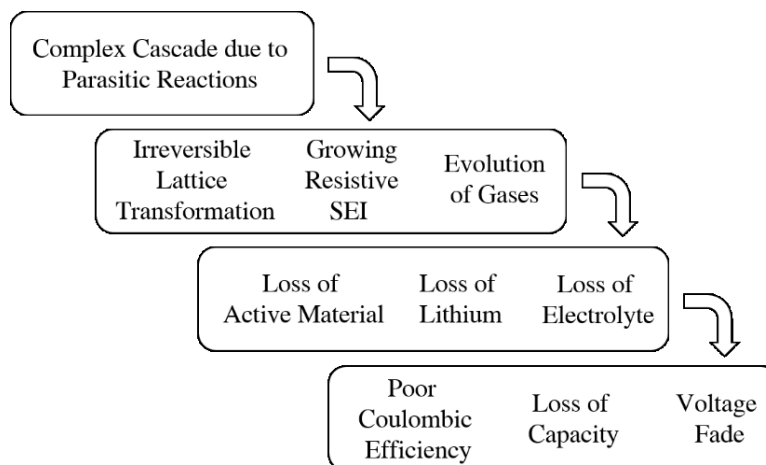 Complex Cascade due to
Parasitic Reactions
Irreversible
Lattice
Transformation
Growing
Resistive
SEI
Evolution
of Gases
Loss of
Active Material
Loss of
Lithium
Loss of
Electrolyte
Poor
Coulombic
Efficiency
Loss of
Capacity
Voltage
Fade